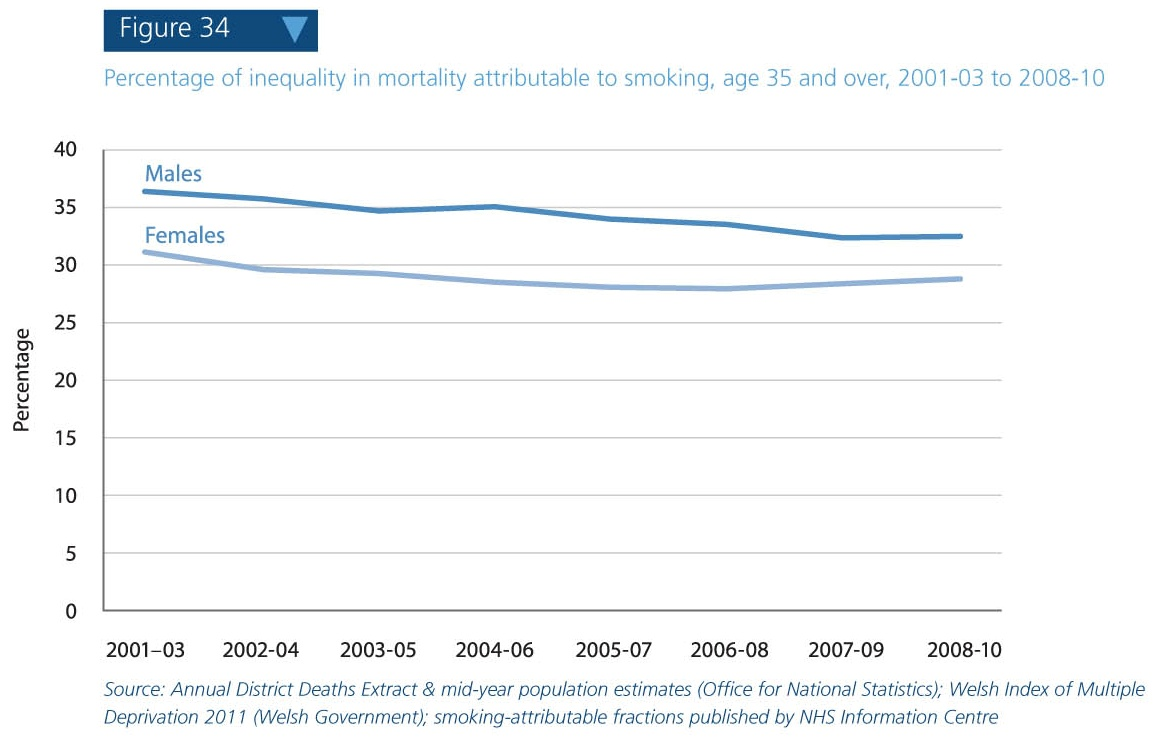 Figure 34
Percentage of inequality in mortality attributable to smoking, age 35 and over, 2001-03 to 2008-10
40
Males
35
Females
30
25
Percentage
20
15
10
5
0
2001–03 2002-04 2003-05 2004-06 2005-07 2006-08 2007-09 2008-10
Source: Annual District Deaths Extract & mid-year population estimates (Office for National Statistics); Welsh Index of Multiple
Deprivation 2011 (Welsh Government); smoking-attributable fractions published by NHS Information Centre